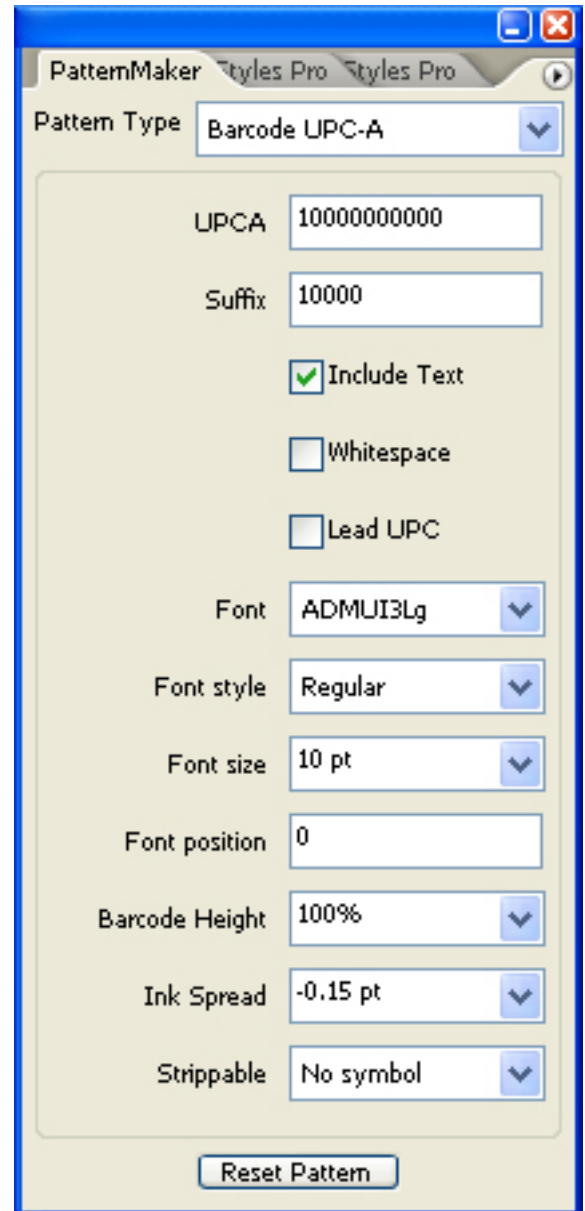 PatternMaker Styles Pro Styles Pro
Pattern Type Barcode UPC-A
UPCA 10000000000
Suffix 10000
Include Text
Whitespace
Lead UPC
Font ADMUI3Lg
Font style Regular
Font size 10 pt
Font position 0
Barcode Height 100%
Ink Spread -0.15 pt
Strippable No symbol
Reset Pattern